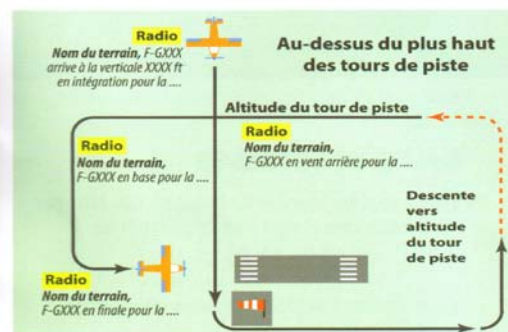 Radio
Nom du terrain, F-GXXX
arrive à la verticale XXXX ft
en intégration pour la ....
Au-dessus du plus haut
des tours de piste
Altitude du tour de piste
Radio
Nom du terrain,
F-GXXX en vent arrière pour la ....
Radio
Nom du terrain,
F-GXXX en base pour la ....
Descente
vers
altitude
du tour
de piste
Radio
Nom du terrain,
F-GXXX en finale pour la ....